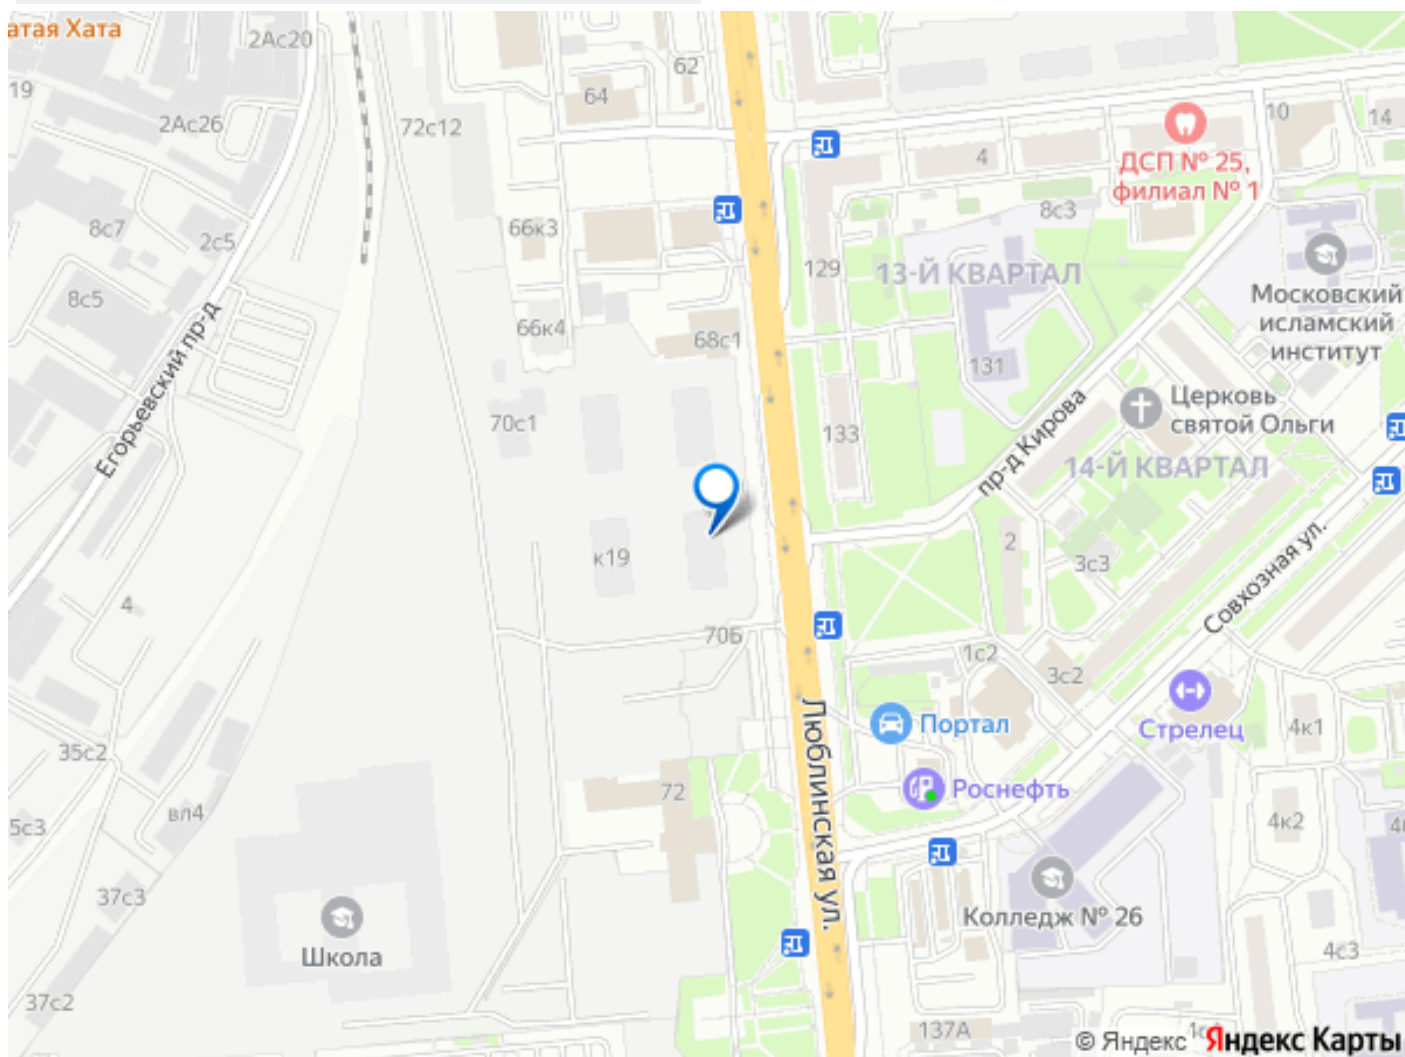 атая Хата
2Ас20
19
2Ас26
72с12
62
64
10
14
4
ДСП № 25,
филиал № 1
8с7
2с5
66к3
8с3
129
13-Й КВАРТАЛ
Московский
исламский
институт
8с5
66к4
68с1
131
Егорьевский пр-д
70с1
133
пр-д Кирова
Церковь
святой Ольги
14-Й КВАРТАЛ
к19
2
3с3
Совхозная ул.
4
70Б
1с2
3с2
Люблинская ул.
Портал
Стрелец
4к1
35с2
72
Роснефть
5с3
вл4
4к2
37с3
Школа
Колледж № 26
4с3
37с2
137А
© Яндекс
Яндекс Карты